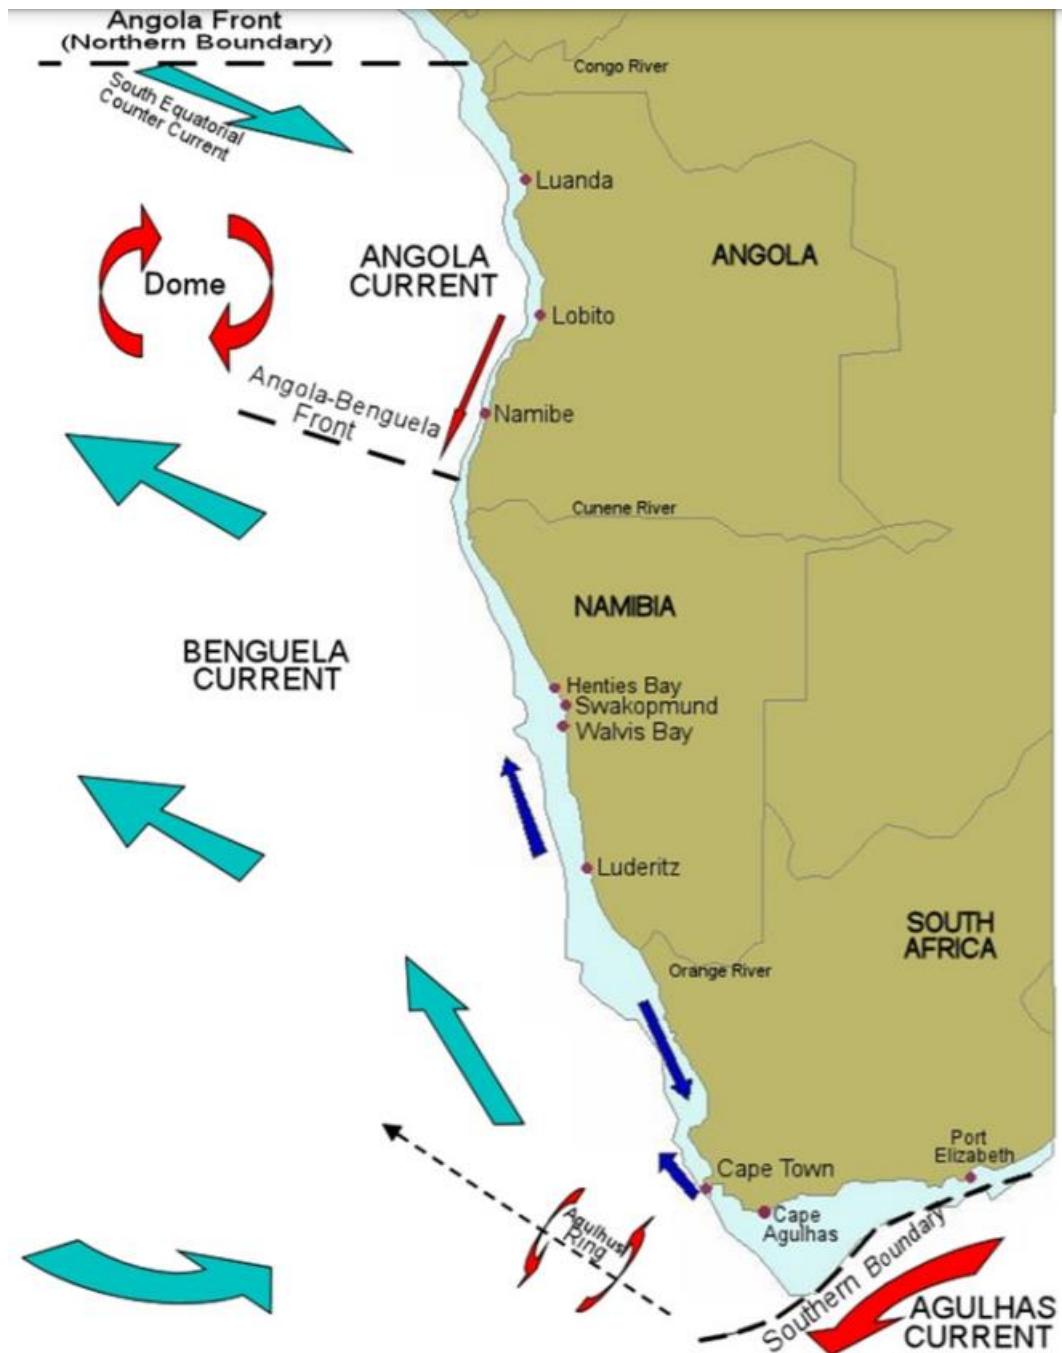 Angola Front
(Northern Boundary)
Congo River
South Equatorial
Counter Current
Luanda
ANGOLA
CURRENT
ANGOLA
Dome
Lobito
Angola-Benguela
Front
Namibe
Cunene River
NAMIBIA
BENGUELA
CURRENT
Henties Bay
Swakopmund
Walvis Bay
Luderitz
SOUTH
AFRICA
Orange River
Port
Elizabeth
Cape Town
Cape
Agulhas
Agulhus
Ring
Southern Boundary
AGULHAS
CURRENT